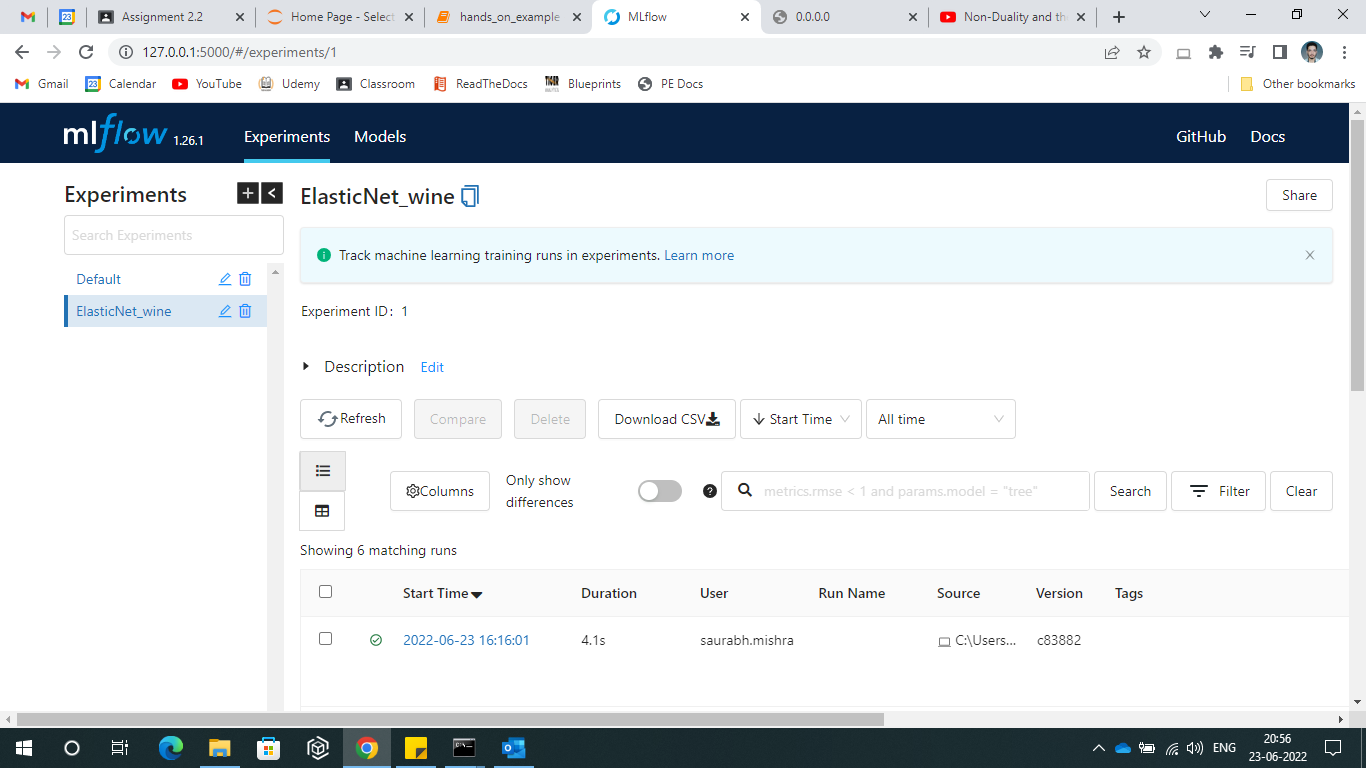 Assignment 2.2
Home Page - Select
hands_on_example
MLflow
0.0.0.0
Non-Duality and th
127.0.0.1:5000/#/experiments/1
Gmail
23 Calendar
YouTube
Udemy
Classroom
ReadTheDocs
Blueprints
PE Docs
Other bookmarks
mlflow 1.26.1
Experiments
Models
GitHub
Docs
Experiments
ElasticNet_wine
Share
Search Experiments
Track machine learning training runs in experiments. Learn more
Default
ElasticNet_wine
Experiment ID: 1
Description Edit
Refresh
Compare
Delete
Download CSV
Start Time
All time
Columns
Only show
differences
metrics.rmse < 1 and params.model = "tree"
Search
Filter
Clear
Showing 6 matching runs
Start Time Duration User Run Name Source Version Tags
2022-06-23 16:16:01 4.1s saurabh.mishra C:\Users... c83882
ENG
20:56
23-06-2022